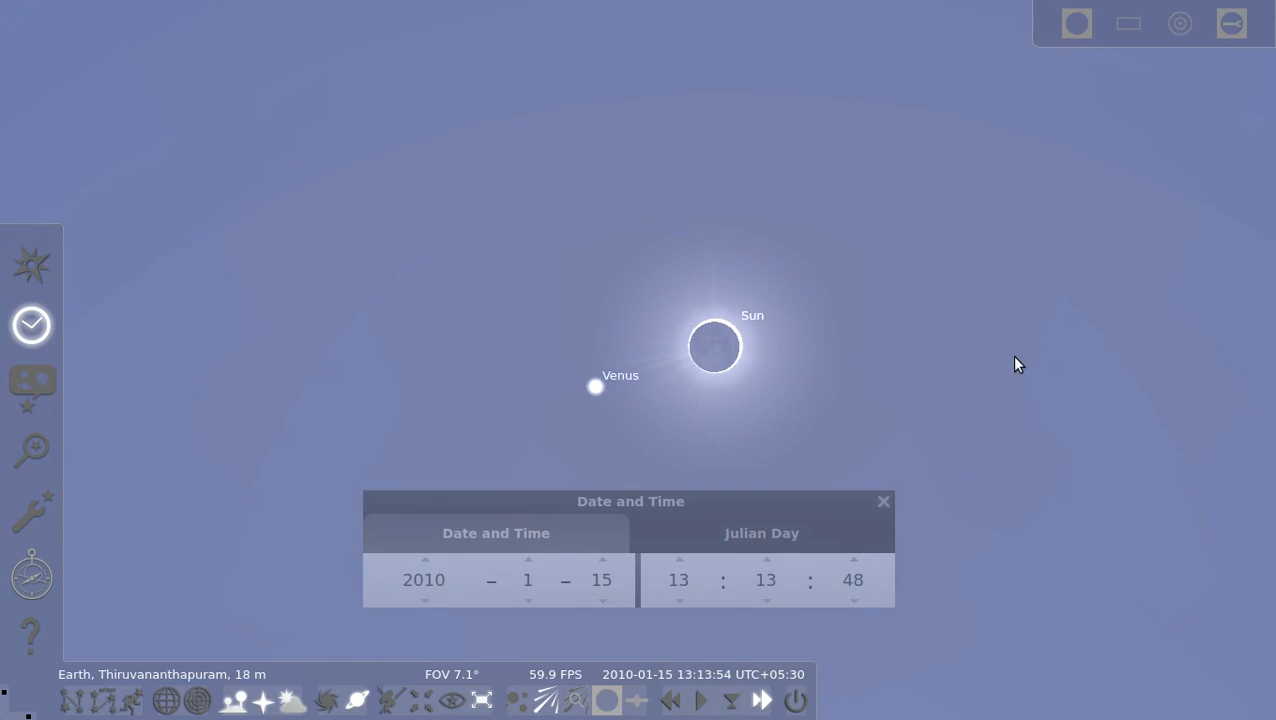 Sun
Venus
Date and Time
Date and Time Julian Day
2010 – 1 – 15 13 : 13 : 48
Earth, Thiruvananthapuram, 18 m FOV 7.1° 59.9 FPS 2010-01-15 13:13:54 UTC+05:30